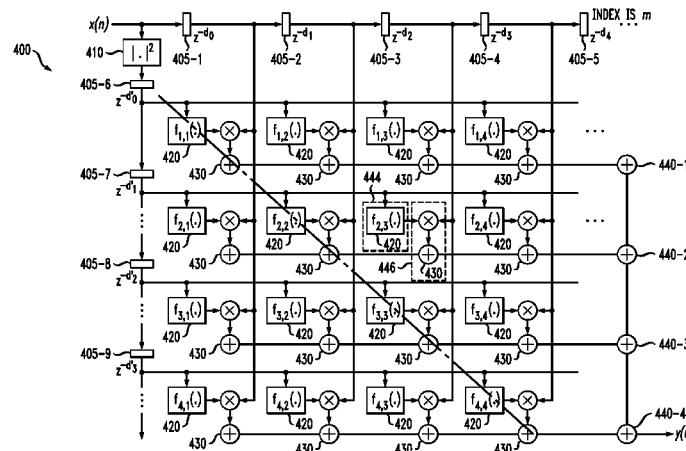 x(n)
z^-d0
z^-d1
z^-d2
z^-d3
z^-d4
INDEX IS m
...
400
410
|.|²
405-1
405-2
405-3
405-4
405-5
405-6
z^-d'0
f1,1(.)
f1,2(.)
f1,3(.)
f1,4(.)
...
420
420
420
420
430
430
430
430
440-1
405-7
z^-d'1
444
f2,1(.)
f2,2(.)
f2,3(.)
f2,4(.)
...
420
420
420
420
430
430
446
430
430
440-2
405-8
z^-d'2
f3,1(.)
f3,2(.)
f3,3(.)
f3,4(.)
420
420
420
420
430
430
430
430
440-3
405-9
z^-d'3
f4,1(.)
f4,2(.)
f4,3(.)
f4,4(.)
420
420
420
420
430
430
430
430
440-4